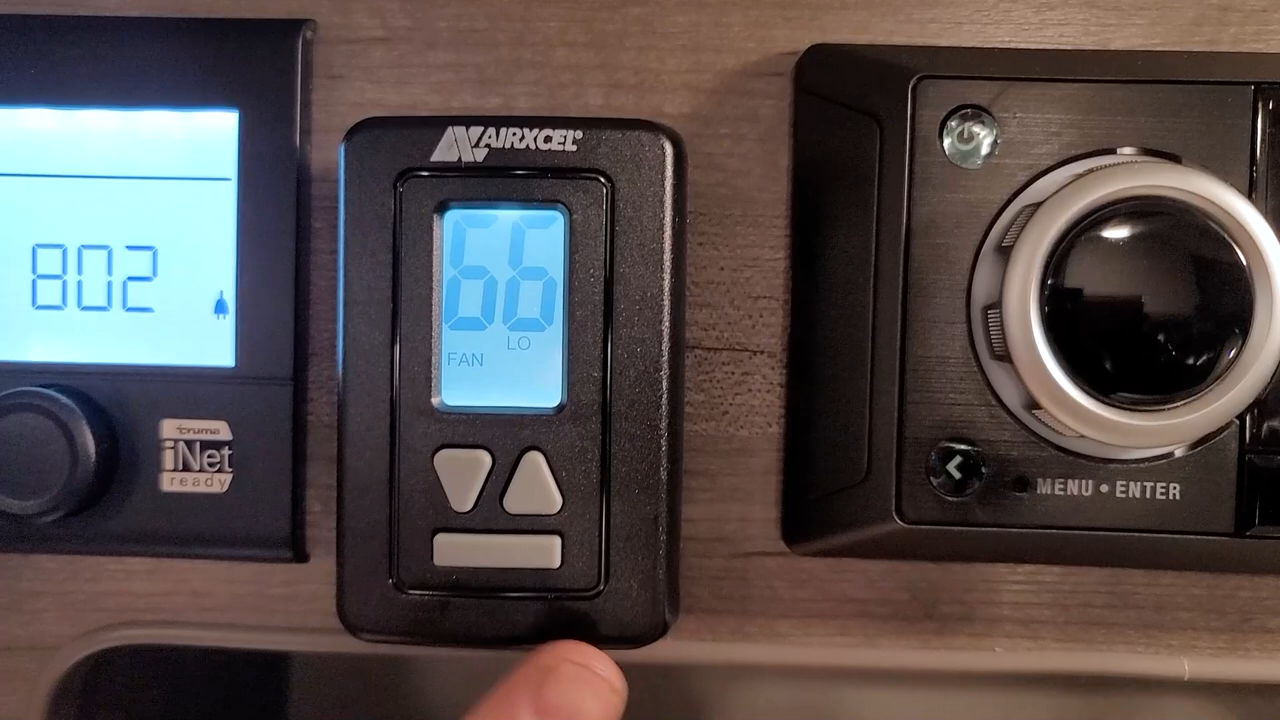 802
truma
iNet
ready
AIRXCEL®
66
LO
FAN
MENU • ENTER